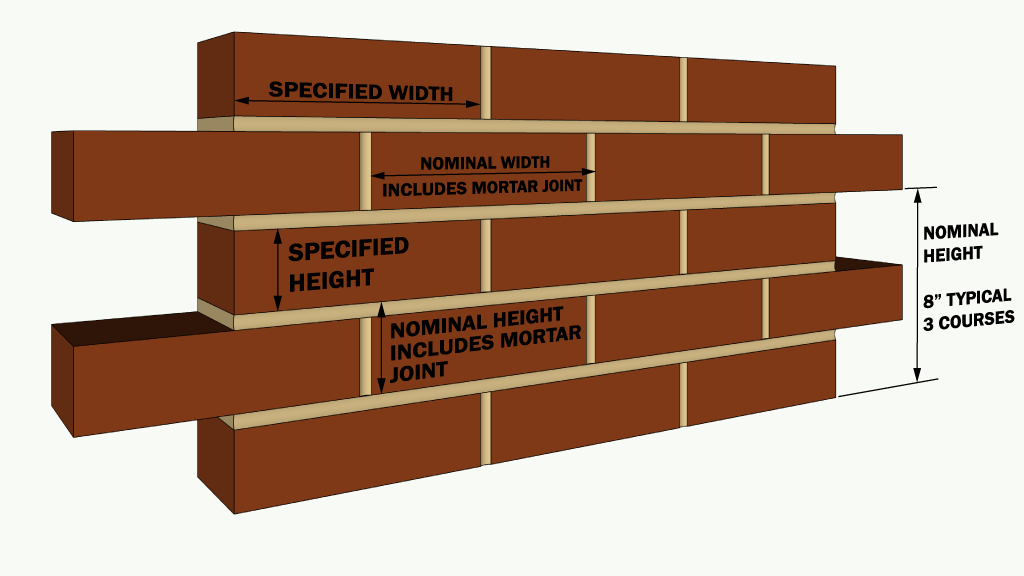 SPECIFIED WIDTH
NOMINAL WIDTH
INCLUDES MORTAR JOINT
SPECIFIED
HEIGHT
NOMINAL HEIGHT
INCLUDES MORTAR
JOINT
NOMINAL
HEIGHT
8” TYPICAL
3 COURSES